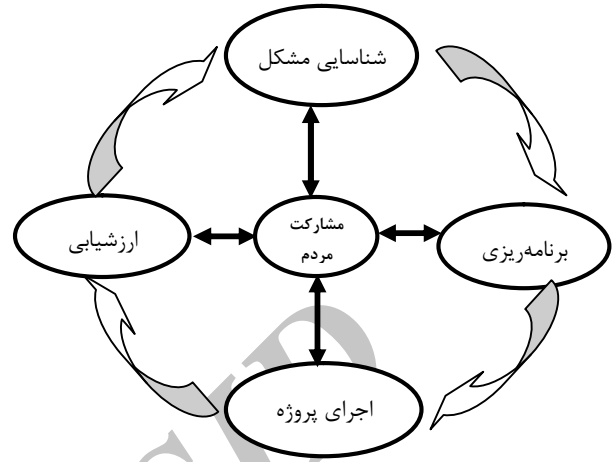 شناسایی مشکل
مشارکت
مردم
برنامه‌ریزی
ارزشیابی
اجرای پروژه